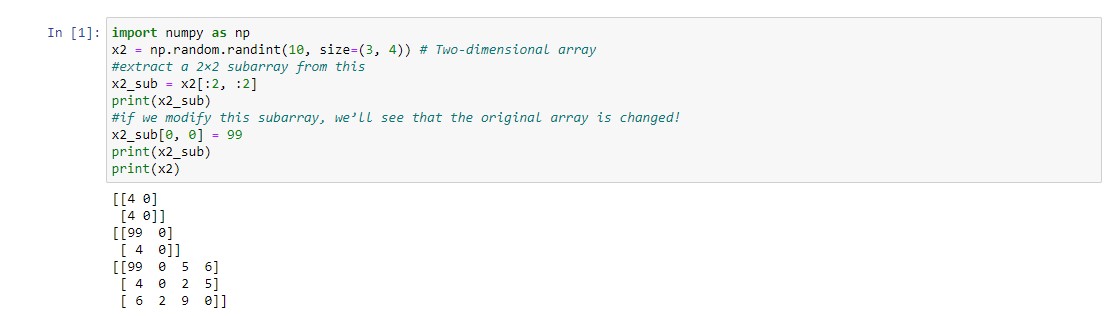 In [1]: import numpy as np
x2 = np.random.randint(10, size=(3, 4)) # Two-dimensional array
#extract a 2×2 subarray from this
x2_sub = x2[:2, :2]
print(x2_sub)
#if we modify this subarray, we’ll see that the original array is changed!
x2_sub[0, 0] = 99
print(x2_sub)
print(x2)
[[4 0]
 [4 0]]
[[99  0]
 [ 4  0]]
[[99  0  5  6]
 [ 4  0  2  5]
 [ 6  2  9  0]]